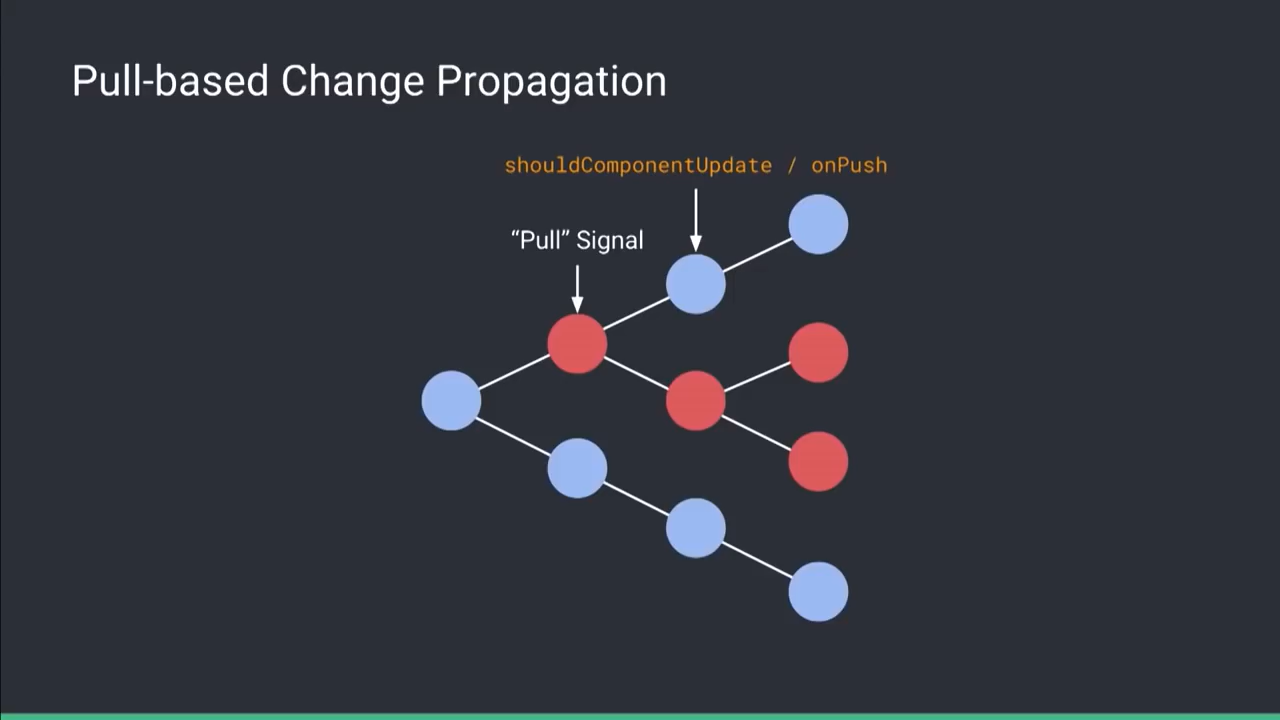 Pull-based Change Propagation
shouldComponentUpdate / onPush
“Pull” Signal